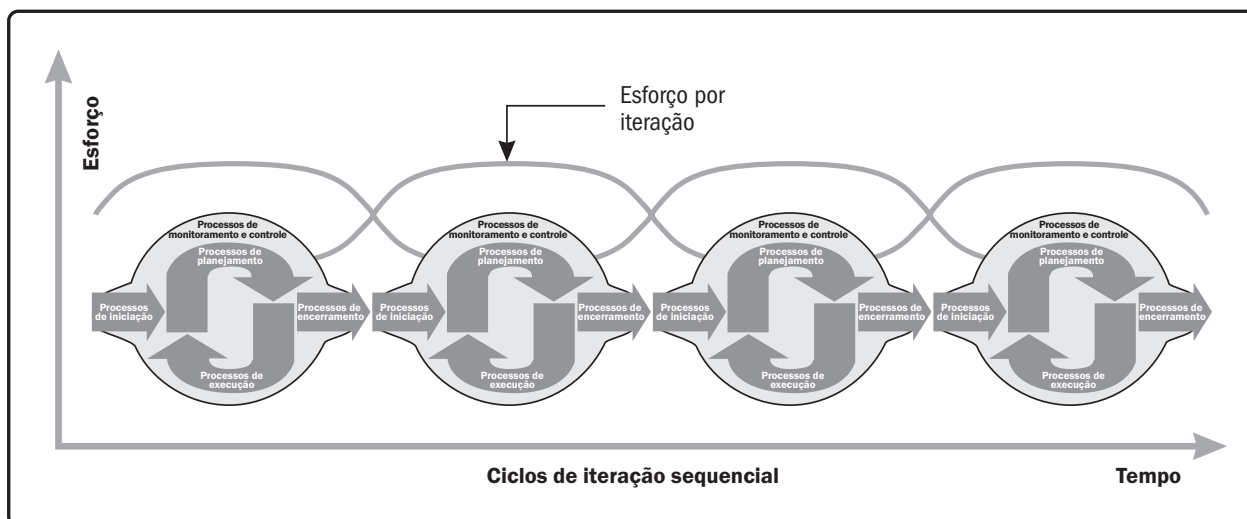 Esforço
Esforço por
iteração
Processos de
monitoramento e controle
Processos de
planejamento
Processos
de iniciação
Processos de
encerramento
Processos de
execução
Processos de
monitoramento e controle
Processos de
planejamento
Processos
de iniciação
Processos de
encerramento
Processos de
execução
Processos de
monitoramento e controle
Processos de
planejamento
Processos
de iniciação
Processos de
encerramento
Processos de
execução
Processos de
monitoramento e controle
Processos de
planejamento
Processos
de iniciação
Processos de
encerramento
Processos de
execução
Ciclos de iteração sequencial
Tempo